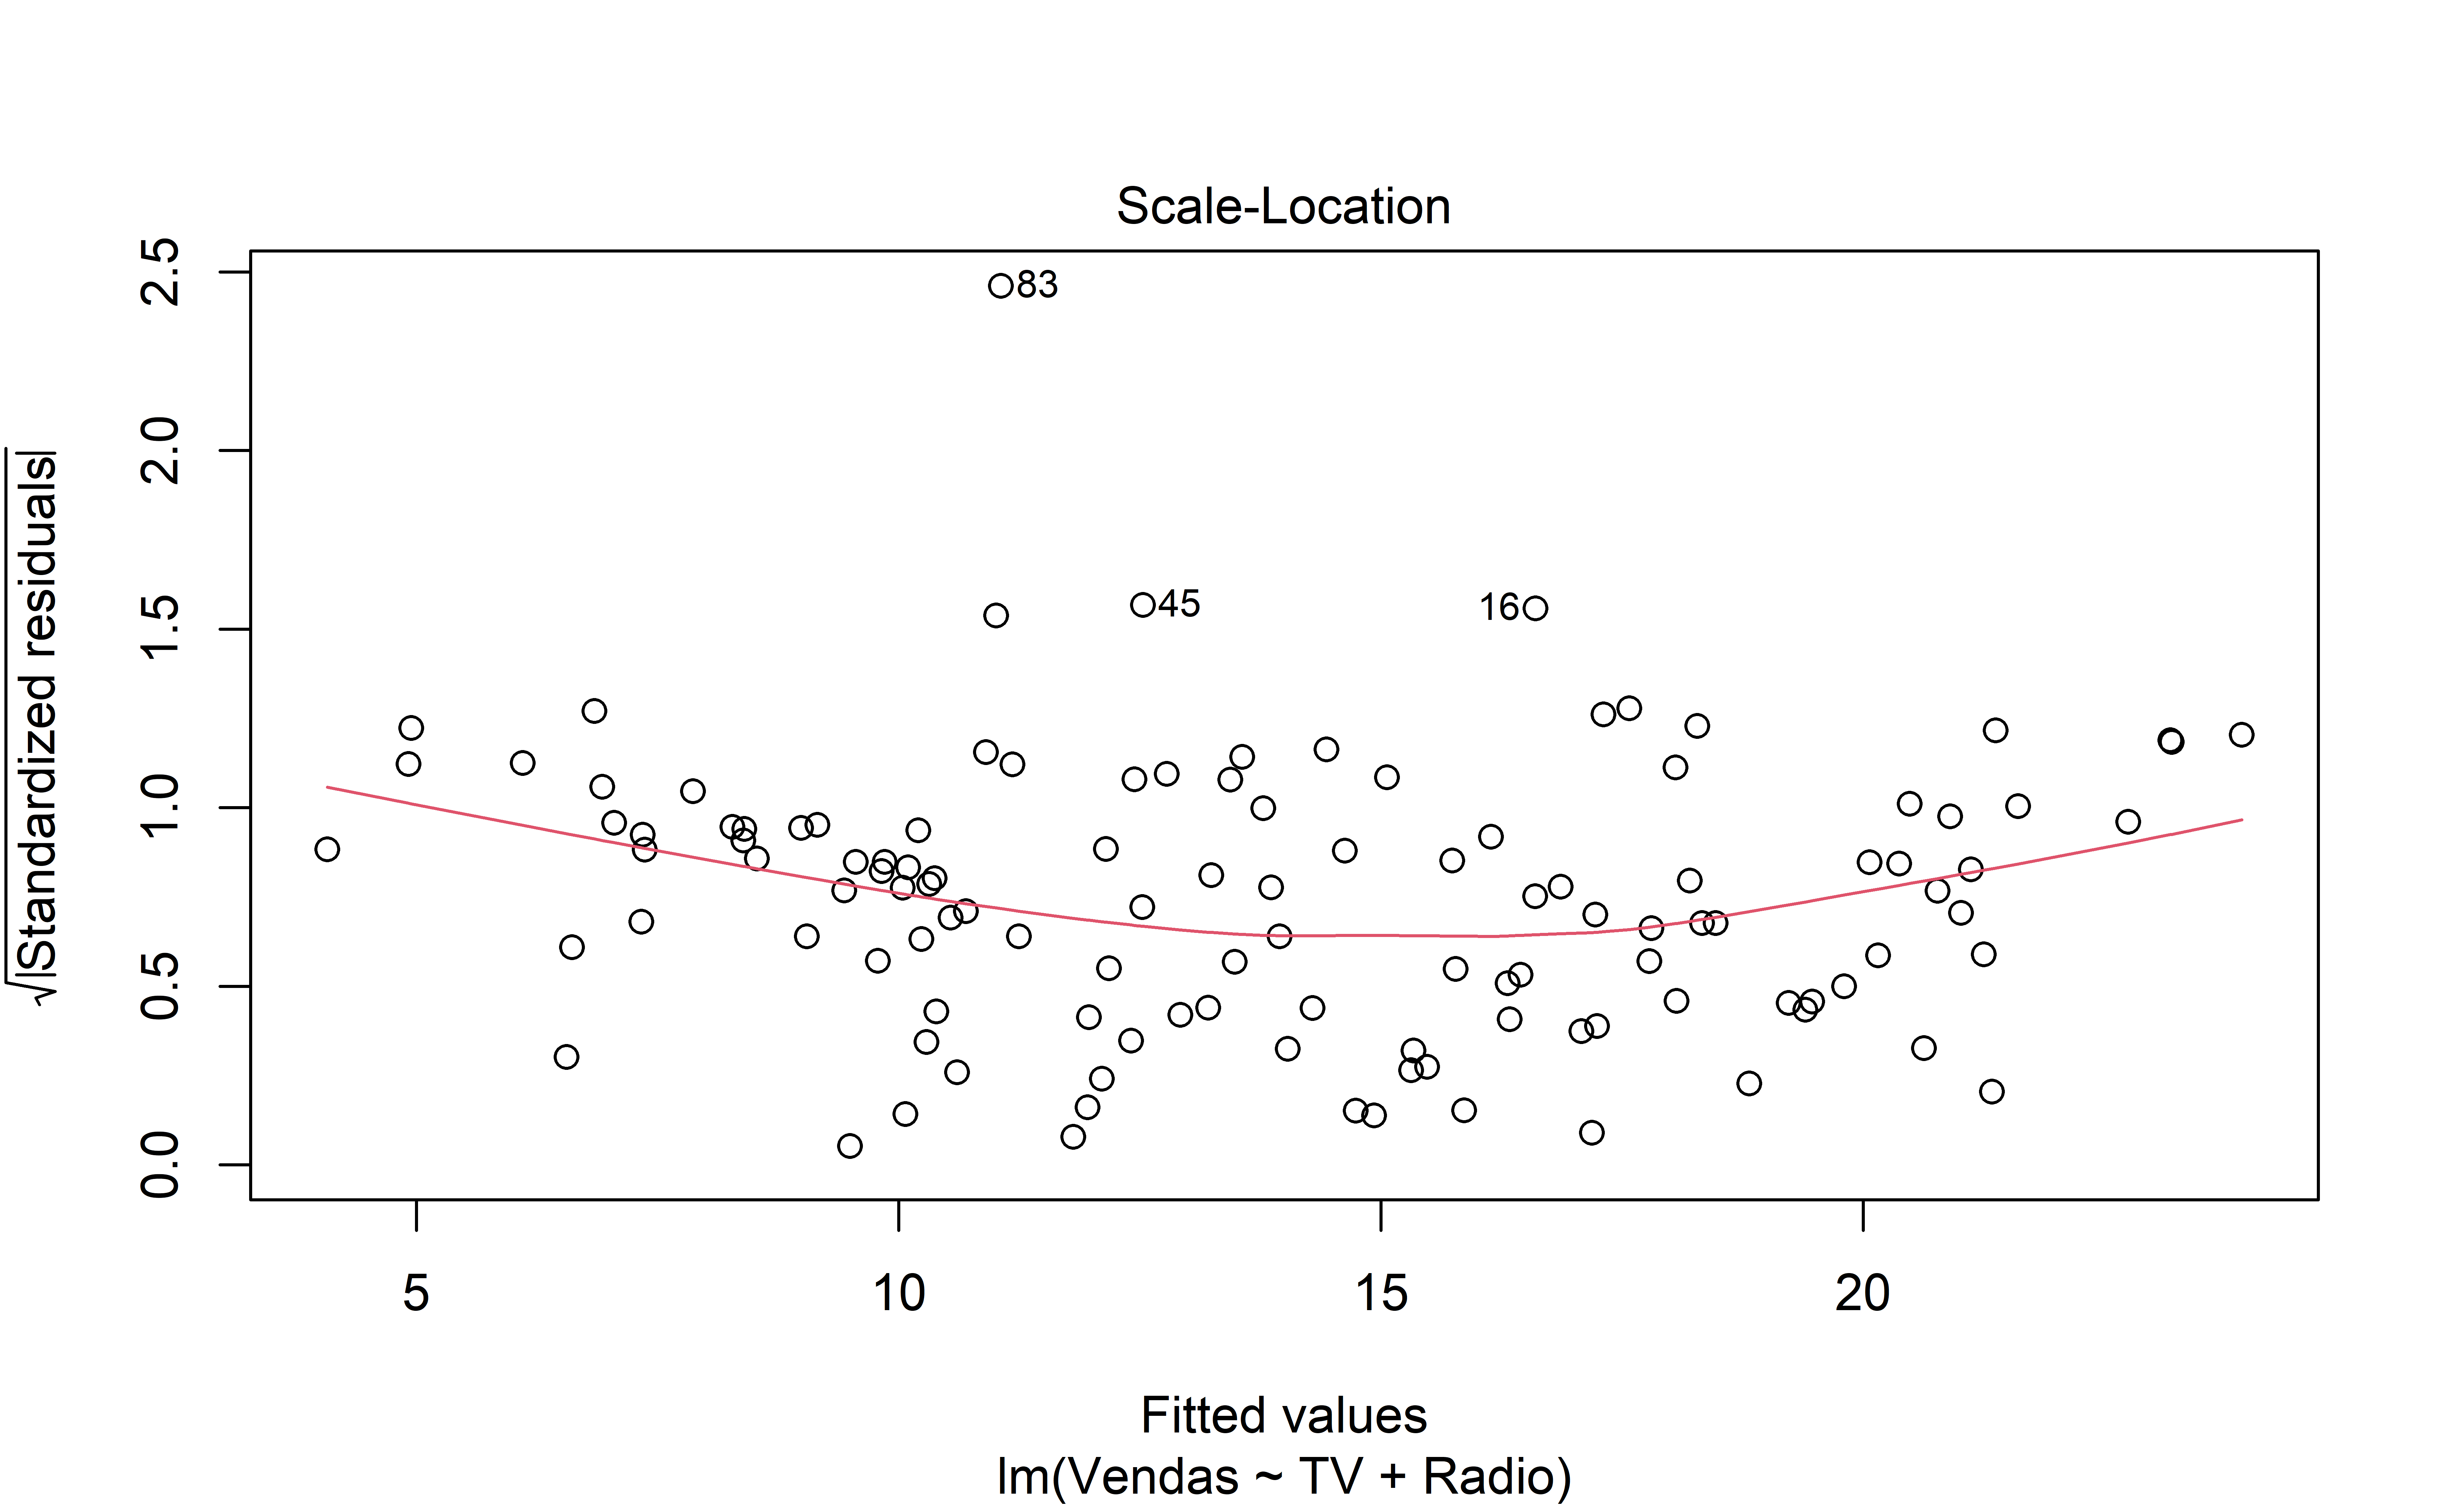 Scale-Location
2.5
2.0
1.5
1.0
0.5
0.0
√|Standardized residuals|
83
45
16
5 10 15 20
Fitted values
lm(Vendas ~ TV + Radio)